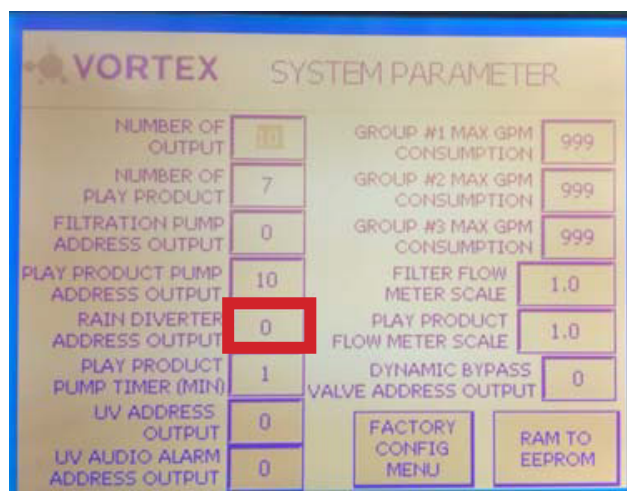 VORTEX SYSTEM PARAMETER
NUMBER OF
OUTPUT 10
NUMBER OF
PLAY PRODUCT 7
FILTRATION PUMP
ADDRESS OUTPUT 0
PLAY PRODUCT PUMP
ADDRESS OUTPUT 10
RAIN DIVERTER
ADDRESS OUTPUT 0
PLAY PRODUCT
PUMP TIMER (MIN) 1
UV ADDRESS
OUTPUT 0
UV AUDIO ALARM
ADDRESS OUTPUT 0
GROUP #1 MAX GPM
CONSUMPTION 999
GROUP #2 MAX GPM
CONSUMPTION 999
GROUP #3 MAX GPM
CONSUMPTION 999
FILTER FLOW
METER SCALE 1.0
PLAY PRODUCT
FLOW METER SCALE 1.0
DYNAMIC BYPASS
VALVE ADDRESS OUTPUT 0
FACTORY
CONFIG
MENU
RAM TO
EEPROM